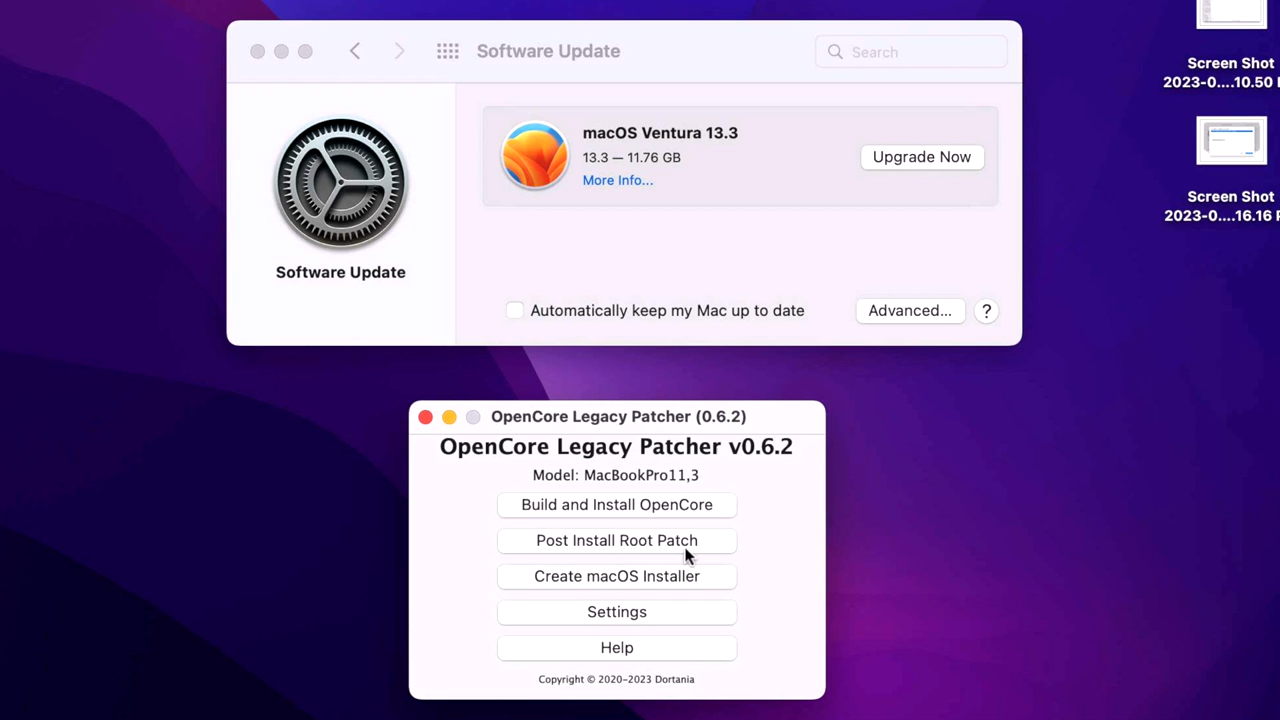 Software Update
Search
macOS Ventura 13.3
13.3 — 11.76 GB
More Info...
Upgrade Now
Software Update
Automatically keep my Mac up to date
Advanced...
?
Screen Shot
2023-0....10.50
Screen Shot
2023-0....16.16
OpenCore Legacy Patcher (0.6.2)
OpenCore Legacy Patcher v0.6.2
Model: MacBookPro11,3
Build and Install OpenCore
Post Install Root Patch
Create macOS Installer
Settings
Help
Copyright © 2020-2023 Dortania